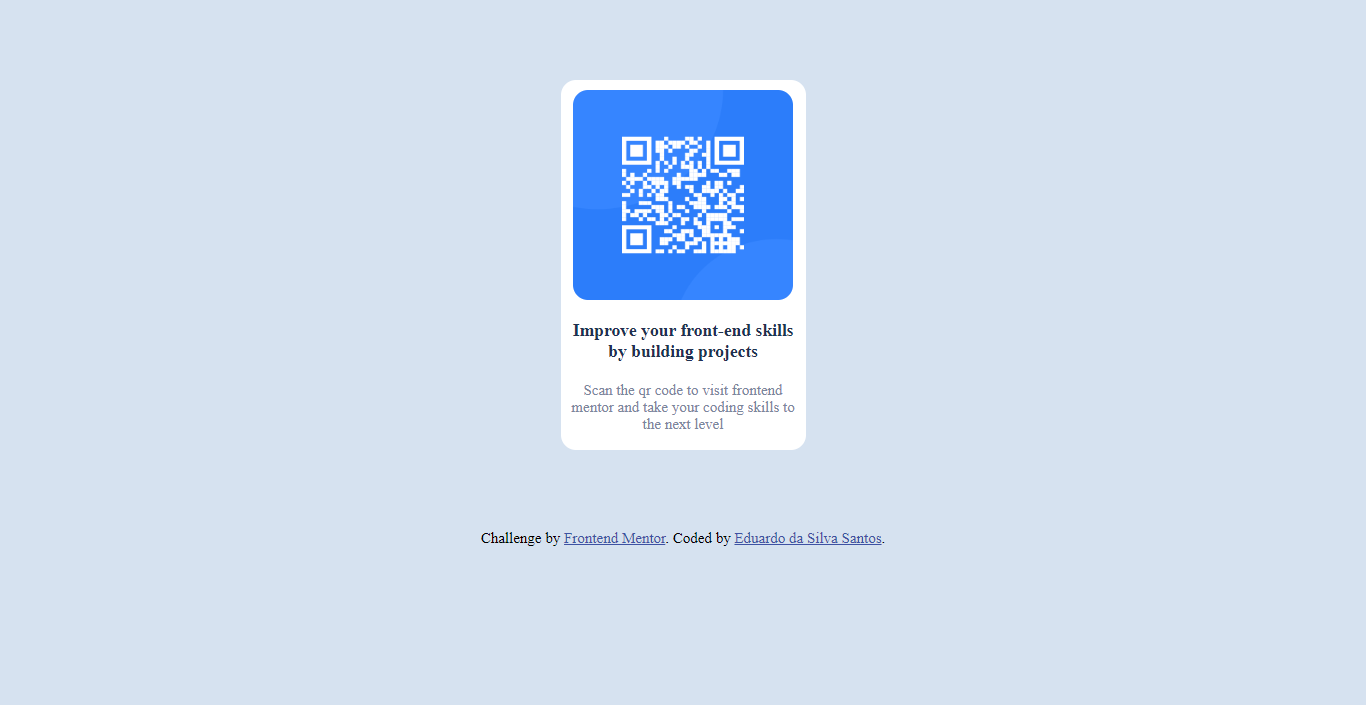 Improve your front-end skills
by building projects
Scan the qr code to visit frontend
mentor and take your coding skills to
the next level
Challenge by Frontend Mentor. Coded by Eduardo da Silva Santos.